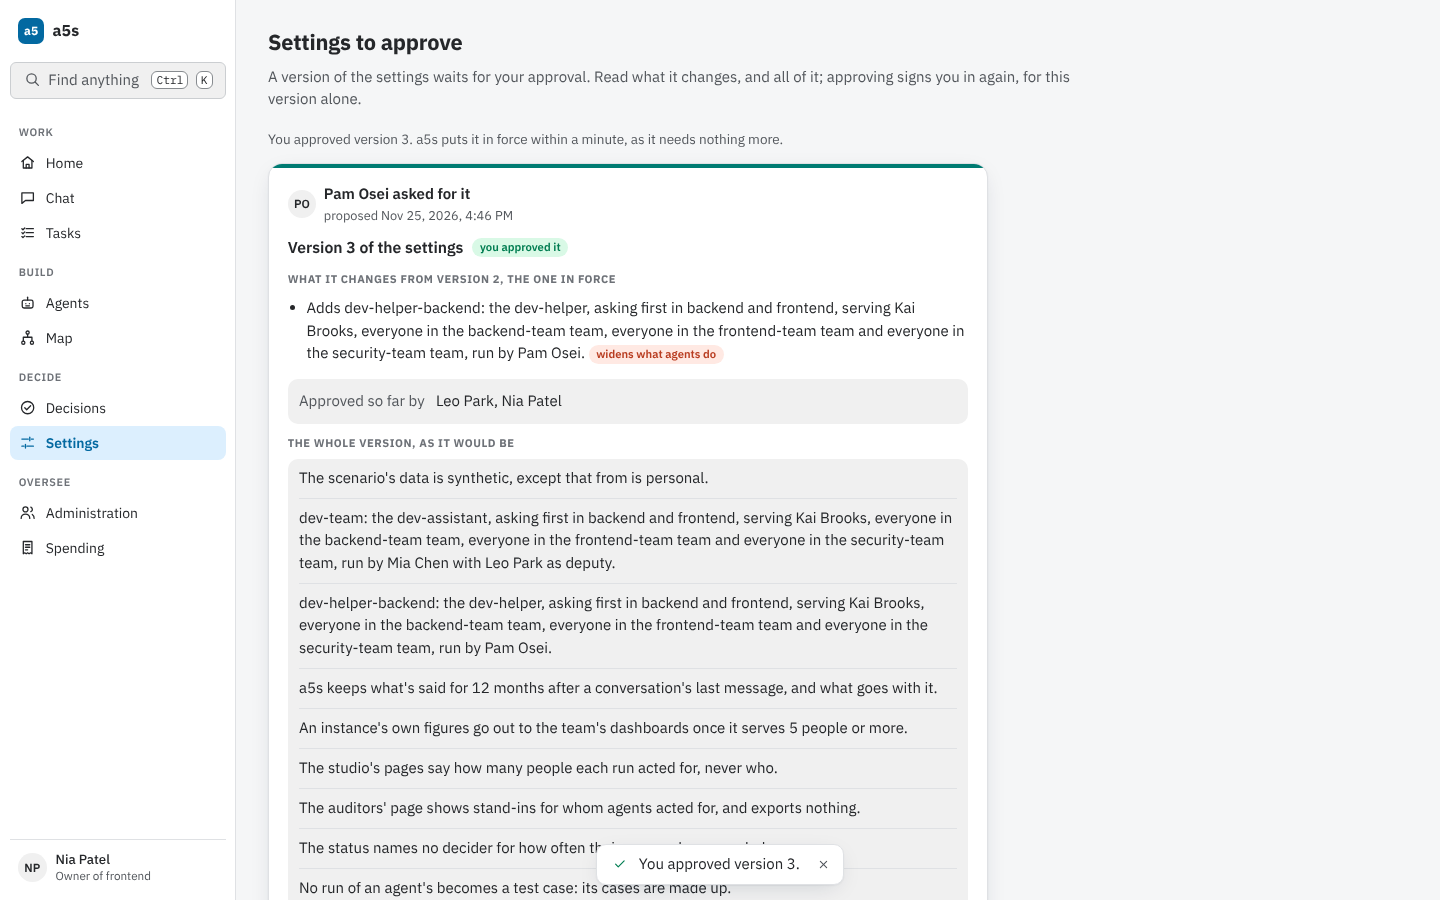 a5 a5s
Find anything Ctrl K
WORK
Home
Chat
Tasks
BUILD
Agents
Map
DECIDE
Decisions
Settings
OVERSEE
Administration
Spending
NP Nia Patel
Owner of frontend
Settings to approve
A version of the settings waits for your approval. Read what it changes, and all of it; approving signs you in again, for this
version alone.
You approved version 3. a5s puts it in force within a minute, as it needs nothing more.
PO Pam Osei asked for it
proposed Nov 25, 2026, 4:46 PM
Version 3 of the settings you approved it
WHAT IT CHANGES FROM VERSION 2, THE ONE IN FORCE
• Adds dev-helper-backend: the dev-helper, asking first in backend and frontend, serving Kai
Brooks, everyone in the backend-team team, everyone in the frontend-team team and everyone in
the security-team team, run by Pam Osei. widens what agents do
Approved so far by Leo Park, Nia Patel
THE WHOLE VERSION, AS IT WOULD BE
The scenario's data is synthetic, except that from is personal.
dev-team: the dev-assistant, asking first in backend and frontend, serving Kai Brooks, everyone in
the backend-team team, everyone in the frontend-team team and everyone in the security-team
team, run by Mia Chen with Leo Park as deputy.
dev-helper-backend: the dev-helper, asking first in backend and frontend, serving Kai Brooks,
everyone in the backend-team team, everyone in the frontend-team team and everyone in the
security-team team, run by Pam Osei.
a5s keeps what's said for 12 months after a conversation's last message, and what goes with it.
An instance's own figures go out to the team's dashboards once it serves 5 people or more.
The studio's pages say how many people each run acted for, never who.
The auditors' page shows stand-ins for whom agents acted for, and exports nothing.
The status names no decider for how often
No run of an agent's becomes a test case: its cases are made up.
You approved version 3.